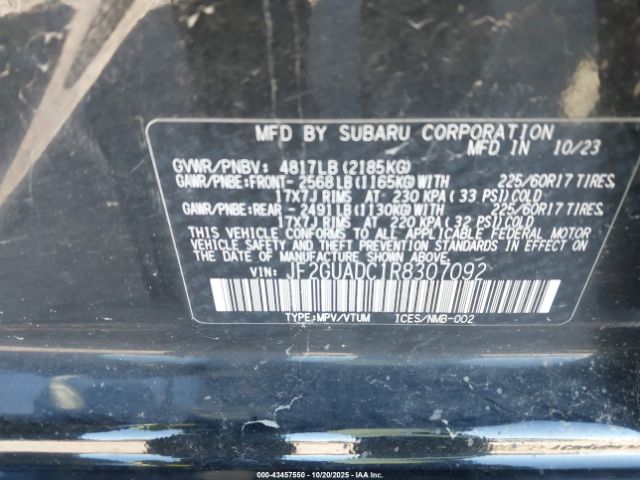 MFD BY SUBARU CORPORATION
MFD IN 10/23
GVWR/PNBV: 4817LB(2185KG)
GAWR/PNBE:FRONT-2568LB(1165KG)WITH 225/60R17 TIRES,
17X7J RIMS AT 230 KPA(33 PSI)COLD
GAWR/PNBE:REAR -2491LB(1130KG)WITH 225/60R17 TIRES,
17X7J RIMS AT 220 KPA(32 PSI)COLD
THIS VEHICLE CONFORMS TO ALL APPLICABLE FEDERAL MOTOR
VEHICLE SAFETY AND THEFT PREVENTION STANDARDS IN EFFECT ON
THE DATE OF MANUFACTURE SHOWN ABOVE.
VIN: JF2GUADC1R8307092
TYPE:MPV/VTUM ICES/NMB-002
000-43457550 | 10/20/2025 | IAA Inc.